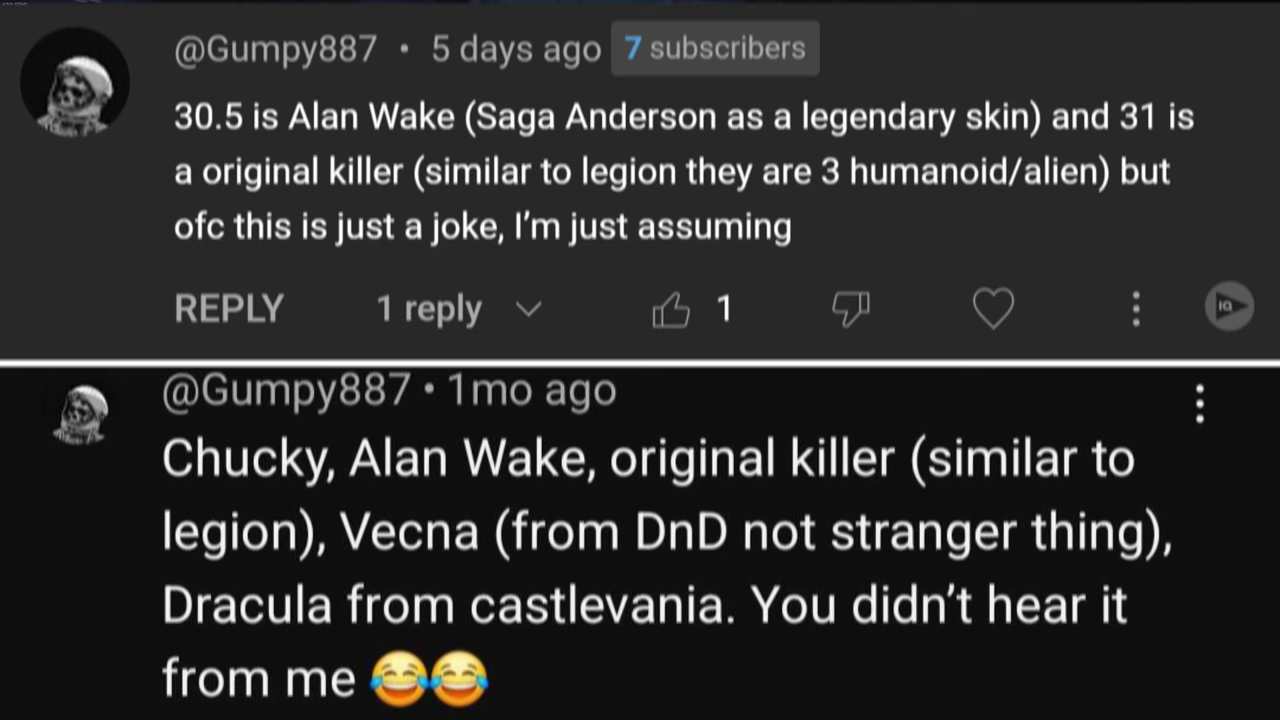 @Gumpy887 • 5 days ago 7 subscribers
30.5 is Alan Wake (Saga Anderson as a legendary skin) and 31 is
a original killer (similar to legion they are 3 humanoid/alien) but
ofc this is just a joke, I'm just assuming
REPLY 1 reply 1
IQ
@Gumpy887 • 1mo ago
Chucky, Alan Wake, original killer (similar to
legion), Vecna (from DnD not stranger thing),
Dracula from castlevania. You didn't hear it
from me 😂😂